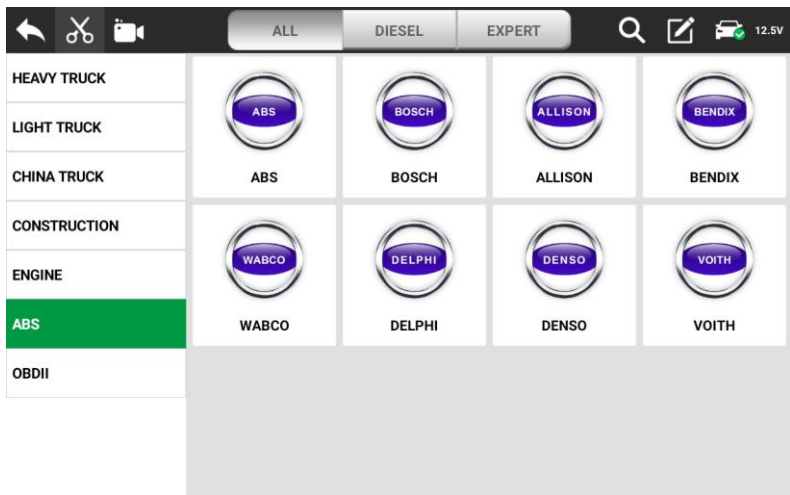 ALL DIESEL EXPERT 12.5V
HEAVY TRUCK
LIGHT TRUCK
CHINA TRUCK
CONSTRUCTION
ENGINE
ABS
OBDII
ABS BOSCH ALLISON BENDIX
ABS BOSCH ALLISON BENDIX
WABCO DELPHI DENSO VOITH
WABCO DELPHI DENSO VOITH